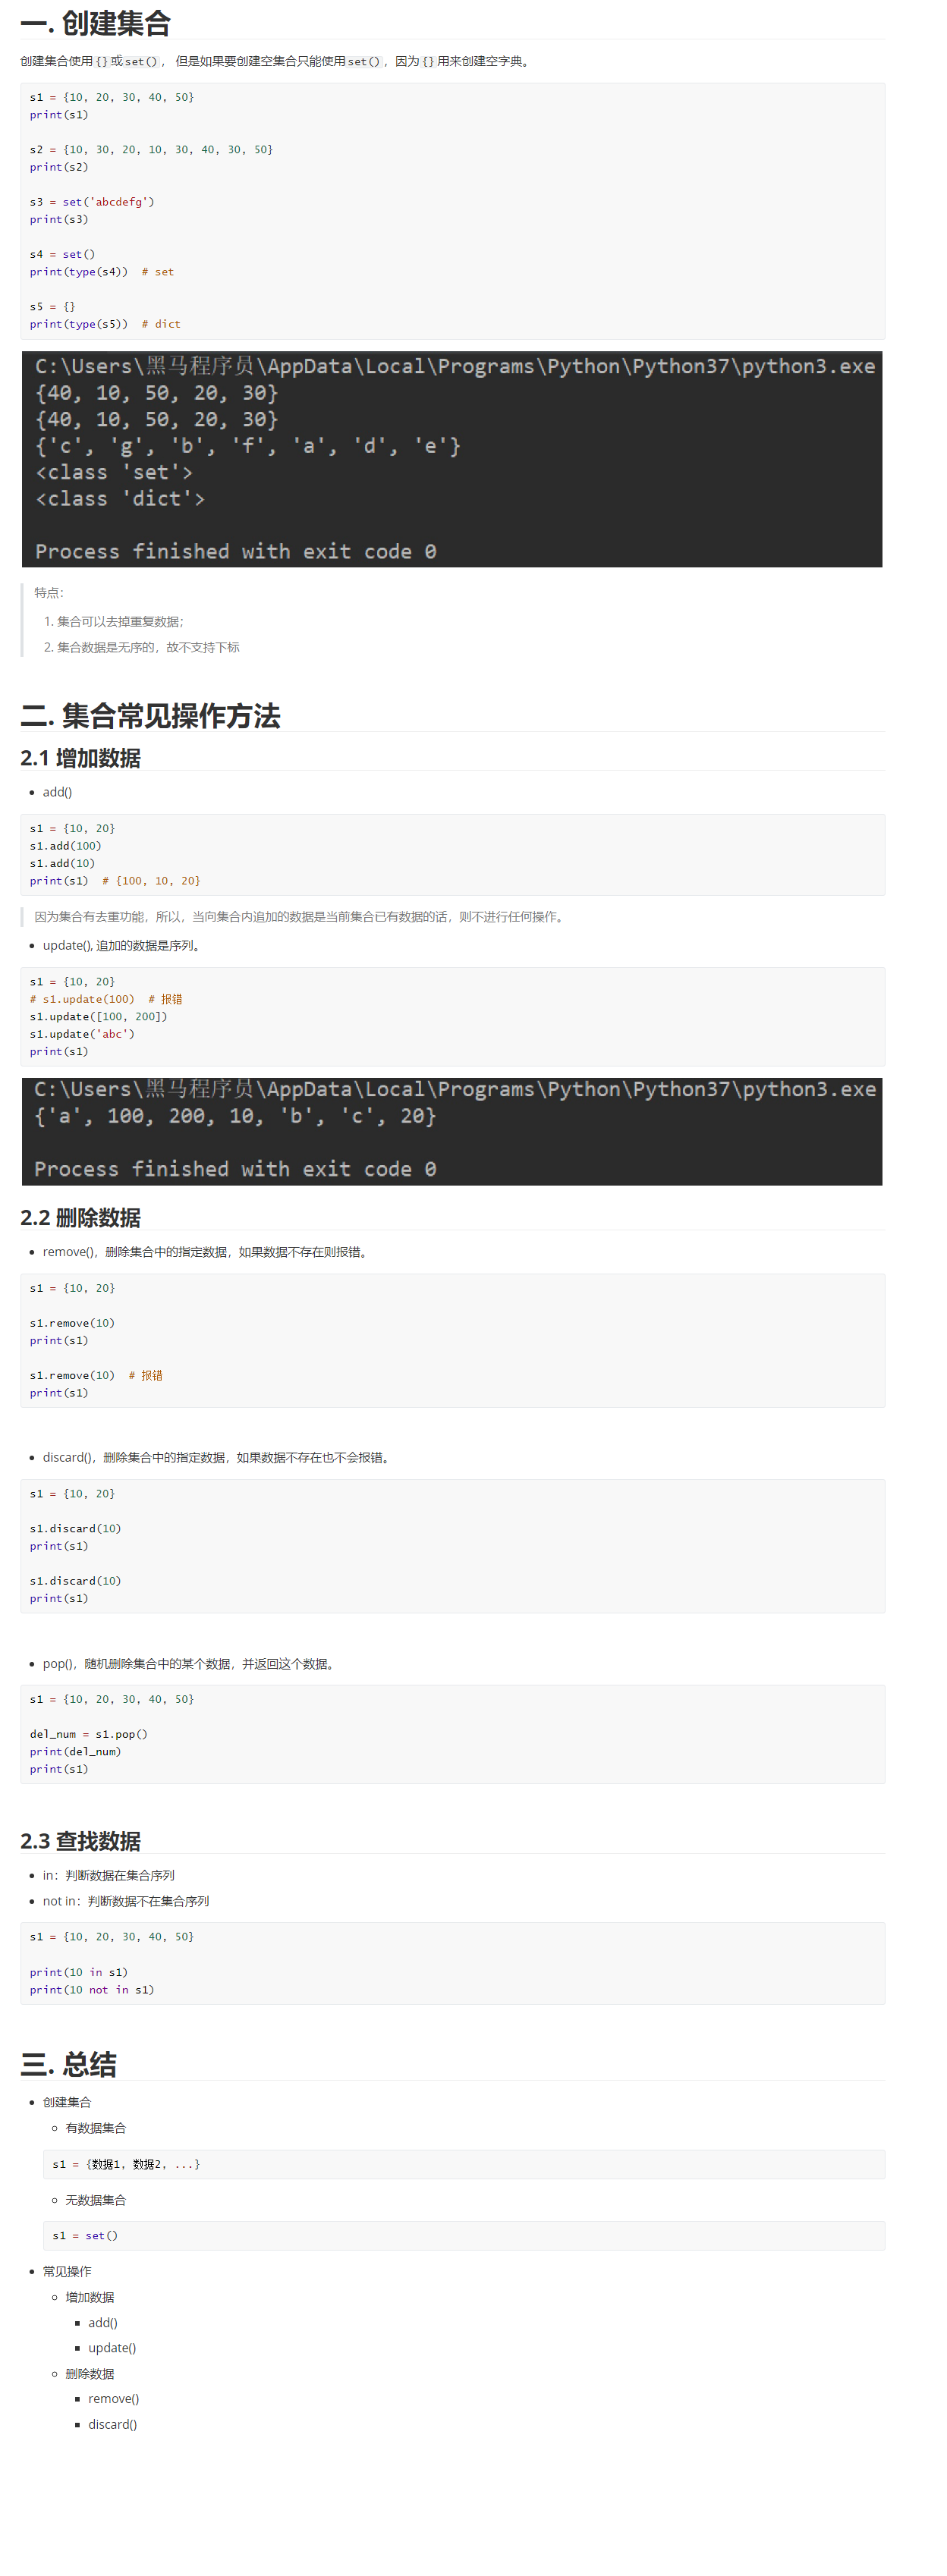 一. 创建集合
创建集合使用{}或set()， 但是如果要创建空集合只能使用set()，因为{}用来创建空字典。
s1 = {10, 20, 30, 40, 50}
print(s1)
s2 = {10, 30, 20, 10, 30, 40, 30, 50}
print(s2)
s3 = set('abcdefg')
print(s3)
s4 = set()
print(type(s4))  # set
s5 = {}
print(type(s5))  # dict
C:\Users\黑马程序员\AppData\Local\Programs\Python\Python37\python3.exe
{40, 10, 50, 20, 30}
{40, 10, 50, 20, 30}
{'c', 'g', 'b', 'f', 'a', 'd', 'e'}
<class 'set'>
<class 'dict'>
Process finished with exit code 0
特点：
1. 集合可以去掉重复数据；
2. 集合数据是无序的，故不支持下标
二. 集合常见操作方法
2.1 增加数据
• add()
s1 = {10, 20}
s1.add(100)
s1.add(10)
print(s1)  # {100, 10, 20}
因为集合有去重功能，所以，当向集合内追加的数据是当前集合已有数据的话，则不进行任何操作。
• update(), 追加的数据是序列。
s1 = {10, 20}
# s1.update(100)  # 报错
s1.update([100, 200])
s1.update('abc')
print(s1)
C:\Users\黑马程序员\AppData\Local\Programs\Python\Python37\python3.exe
{'a', 100, 200, 10, 'b', 'c', 20}
Process finished with exit code 0
2.2 删除数据
• remove()，删除集合中的指定数据，如果数据不存在则报错。
s1 = {10, 20}
s1.remove(10)
print(s1)
s1.remove(10)  # 报错
print(s1)
• discard()，删除集合中的指定数据，如果数据不存在也不会报错。
s1 = {10, 20}
s1.discard(10)
print(s1)
s1.discard(10)
print(s1)
• pop()，随机删除集合中的某个数据，并返回这个数据。
s1 = {10, 20, 30, 40, 50}
del_num = s1.pop()
print(del_num)
print(s1)
2.3 查找数据
• in：判断数据在集合序列
• not in：判断数据不在集合序列
s1 = {10, 20, 30, 40, 50}
print(10 in s1)
print(10 not in s1)
三. 总结
• 创建集合
◦ 有数据集合
s1 = {数据1, 数据2, ...}
◦ 无数据集合
s1 = set()
• 常见操作
◦ 增加数据
▪ add()
▪ update()
◦ 删除数据
▪ remove()
▪ discard()